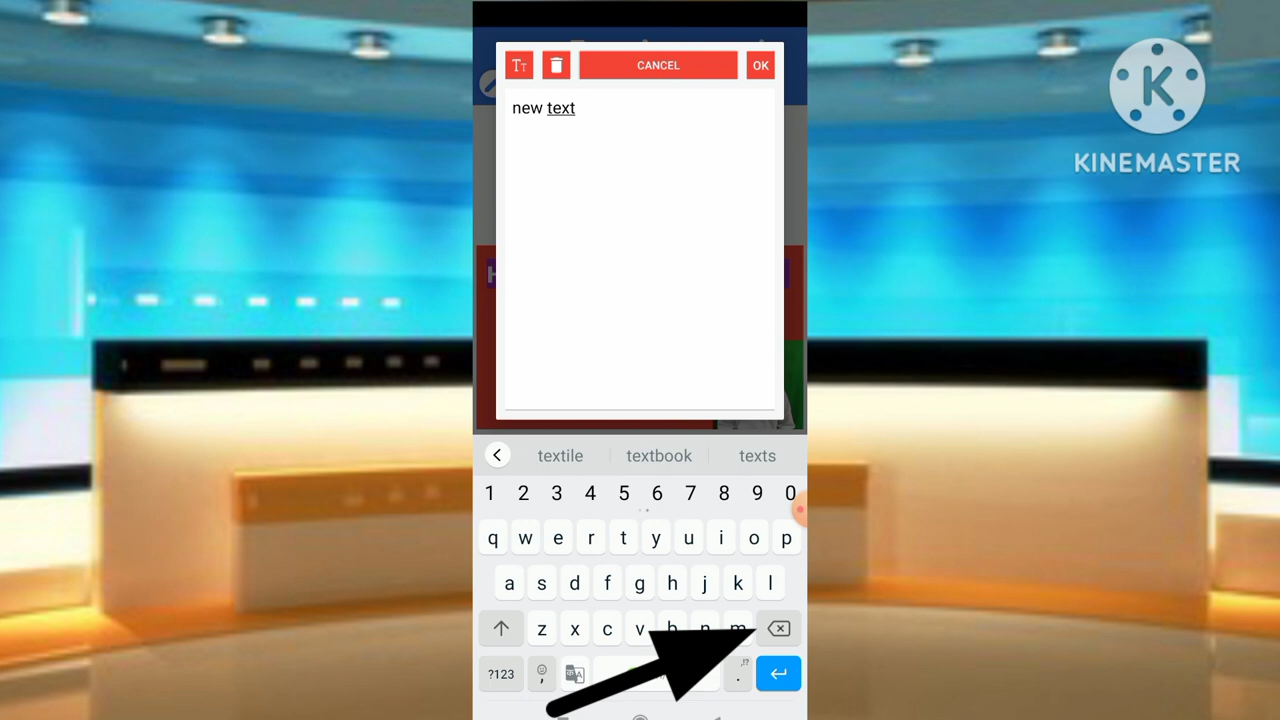 TT CANCEL OK
new text
K
KINEMASTER
H
textile textbook texts
1 2 3 4 5 6 7 8 9 0
q w e r t y u i o p
a s d f g h j k l
z x c v b n m
?123 , . !?